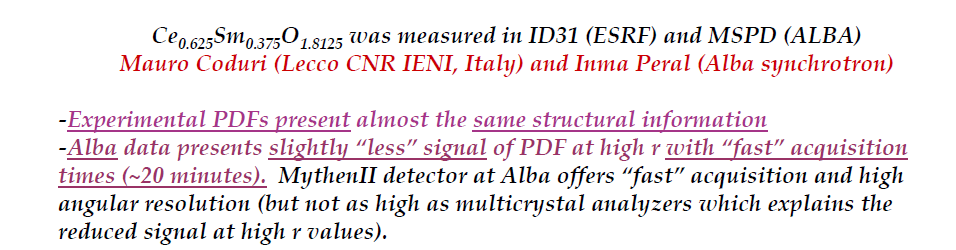 Ce0.625Sm0.375O1.8125 was measured in ID31 (ESRF) and MSPD (ALBA)
Mauro Coduri (Lecco CNR IENI, Italy) and Inma Peral (Alba synchrotron)
-Experimental PDFs present almost the same structural information
-Alba data presents slightly “less” signal of PDF at high r with “fast” acquisition
times (~20 minutes). MythenII detector at Alba offers “fast” acquisition and high
angular resolution (but not as high as multicrystal analyzers which explains the
reduced signal at high r values).